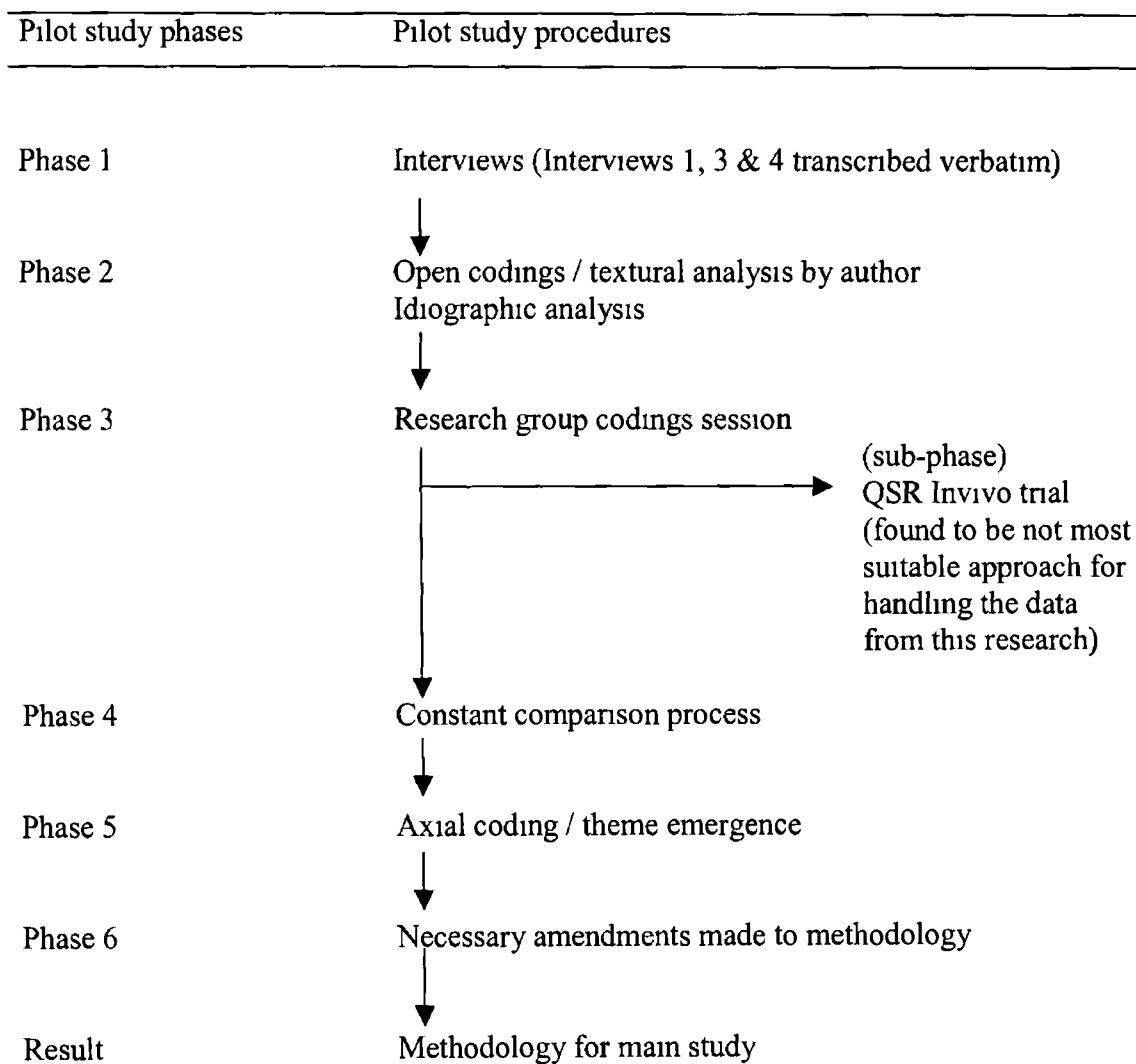 Pilot study phases Pilot study procedures
Phase 1 Interviews (Interviews 1, 3 & 4 transcribed verbatim)
Phase 2 Open codings / textural analysis by author
Idiographic analysis
Phase 3 Research group codings session
(sub-phase)
QSR Invivo trial
(found to be not most
suitable approach for
handling the data
from this research)
Phase 4 Constant comparison process
Phase 5 Axial coding / theme emergence
Phase 6 Necessary amendments made to methodology
Result Methodology for main study